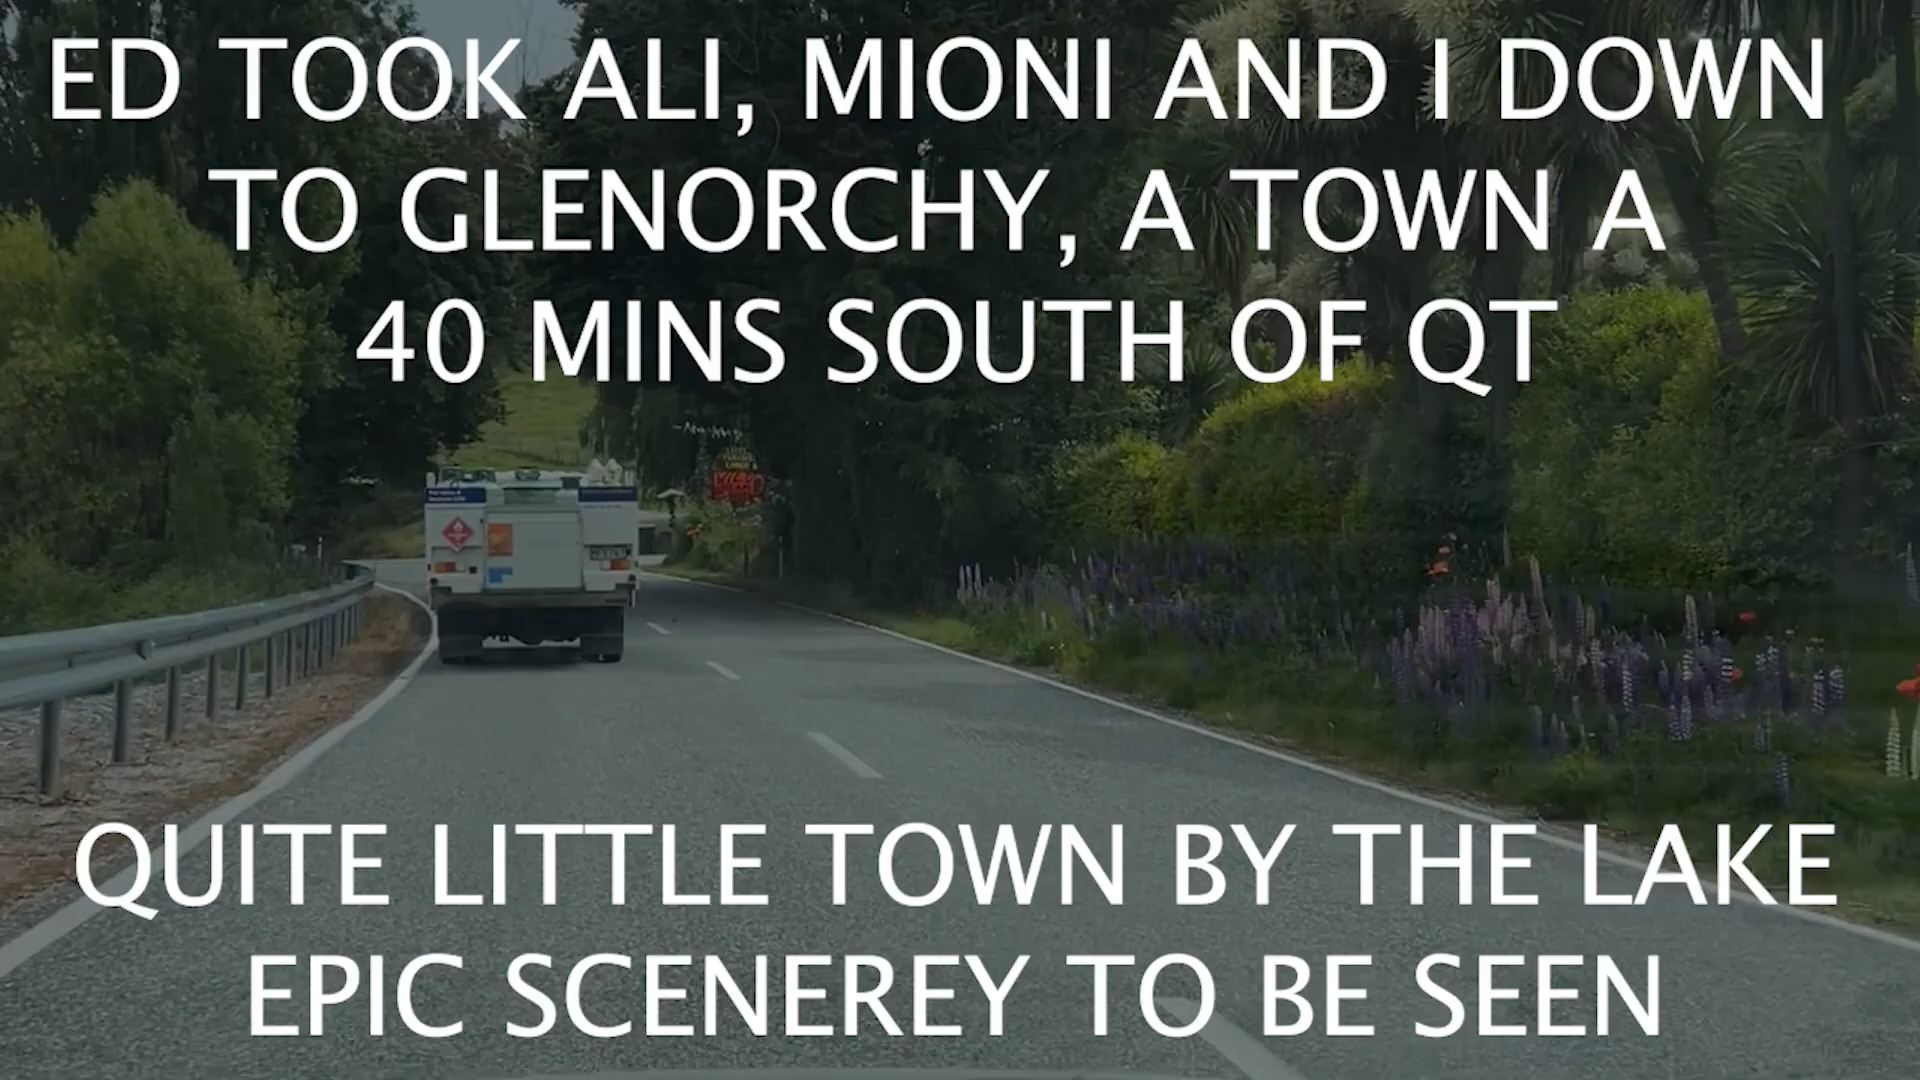 ED TOOK ALI, MIONI AND I DOWN
TO GLENORCHY, A TOWN A
40 MINS SOUTH OF QT
QUITE LITTLE TOWN BY THE LAKE
EPIC SCENEREY TO BE SEEN